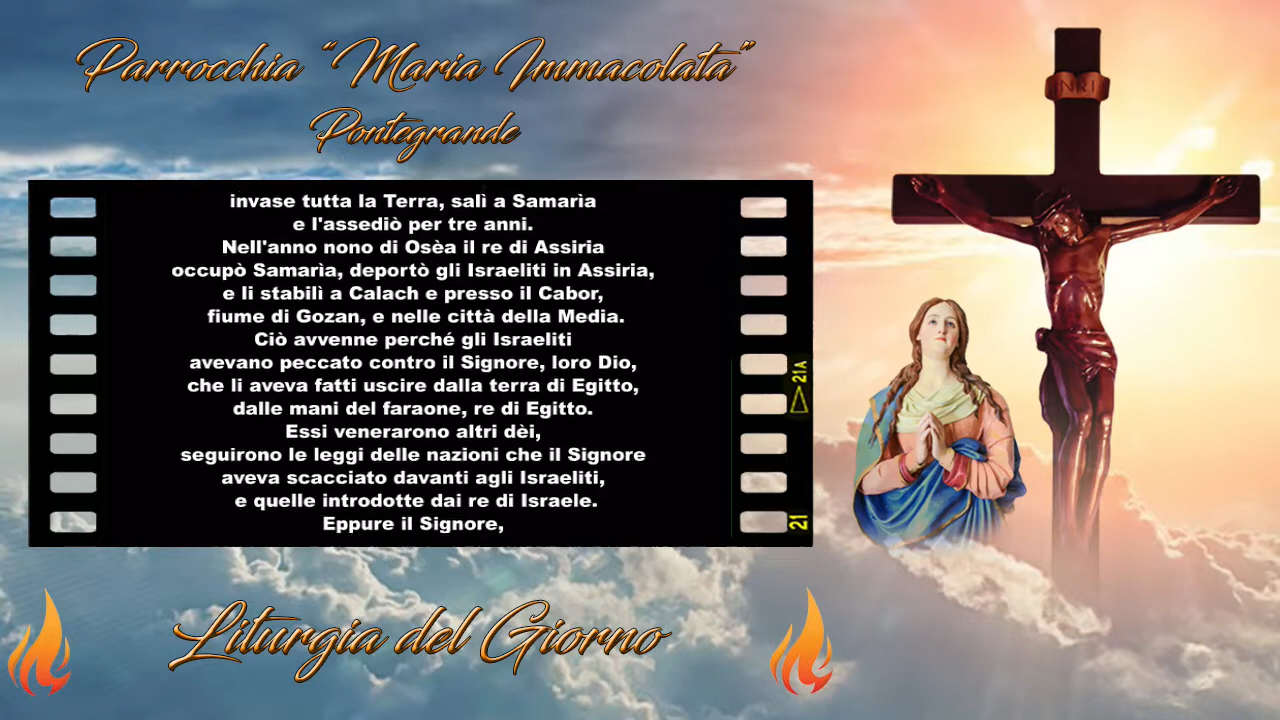 Parrocchia “Maria Immacolata”
Pontegrande
INRI
invase tutta la Terra, salì a Samarìa
e l'assediò per tre anni.
Nell'anno nono di Osèa il re di Assiria
occupò Samarìa, deportò gli Israeliti in Assiria,
e li stabilì a Calach e presso il Cabor,
fiume di Gozan, e nelle città della Media.
Ciò avvenne perché gli Israeliti
avevano peccato contro il Signore, loro Dio,
che li aveva fatti uscire dalla terra di Egitto,
dalle mani del faraone, re di Egitto.
Essi venerarono altri dèi,
seguirono le leggi delle nazioni che il Signore
aveva scacciato davanti agli Israeliti,
e quelle introdotte dai re di Israele.
Eppure il Signore,
21A
21
Liturgia del Giorno